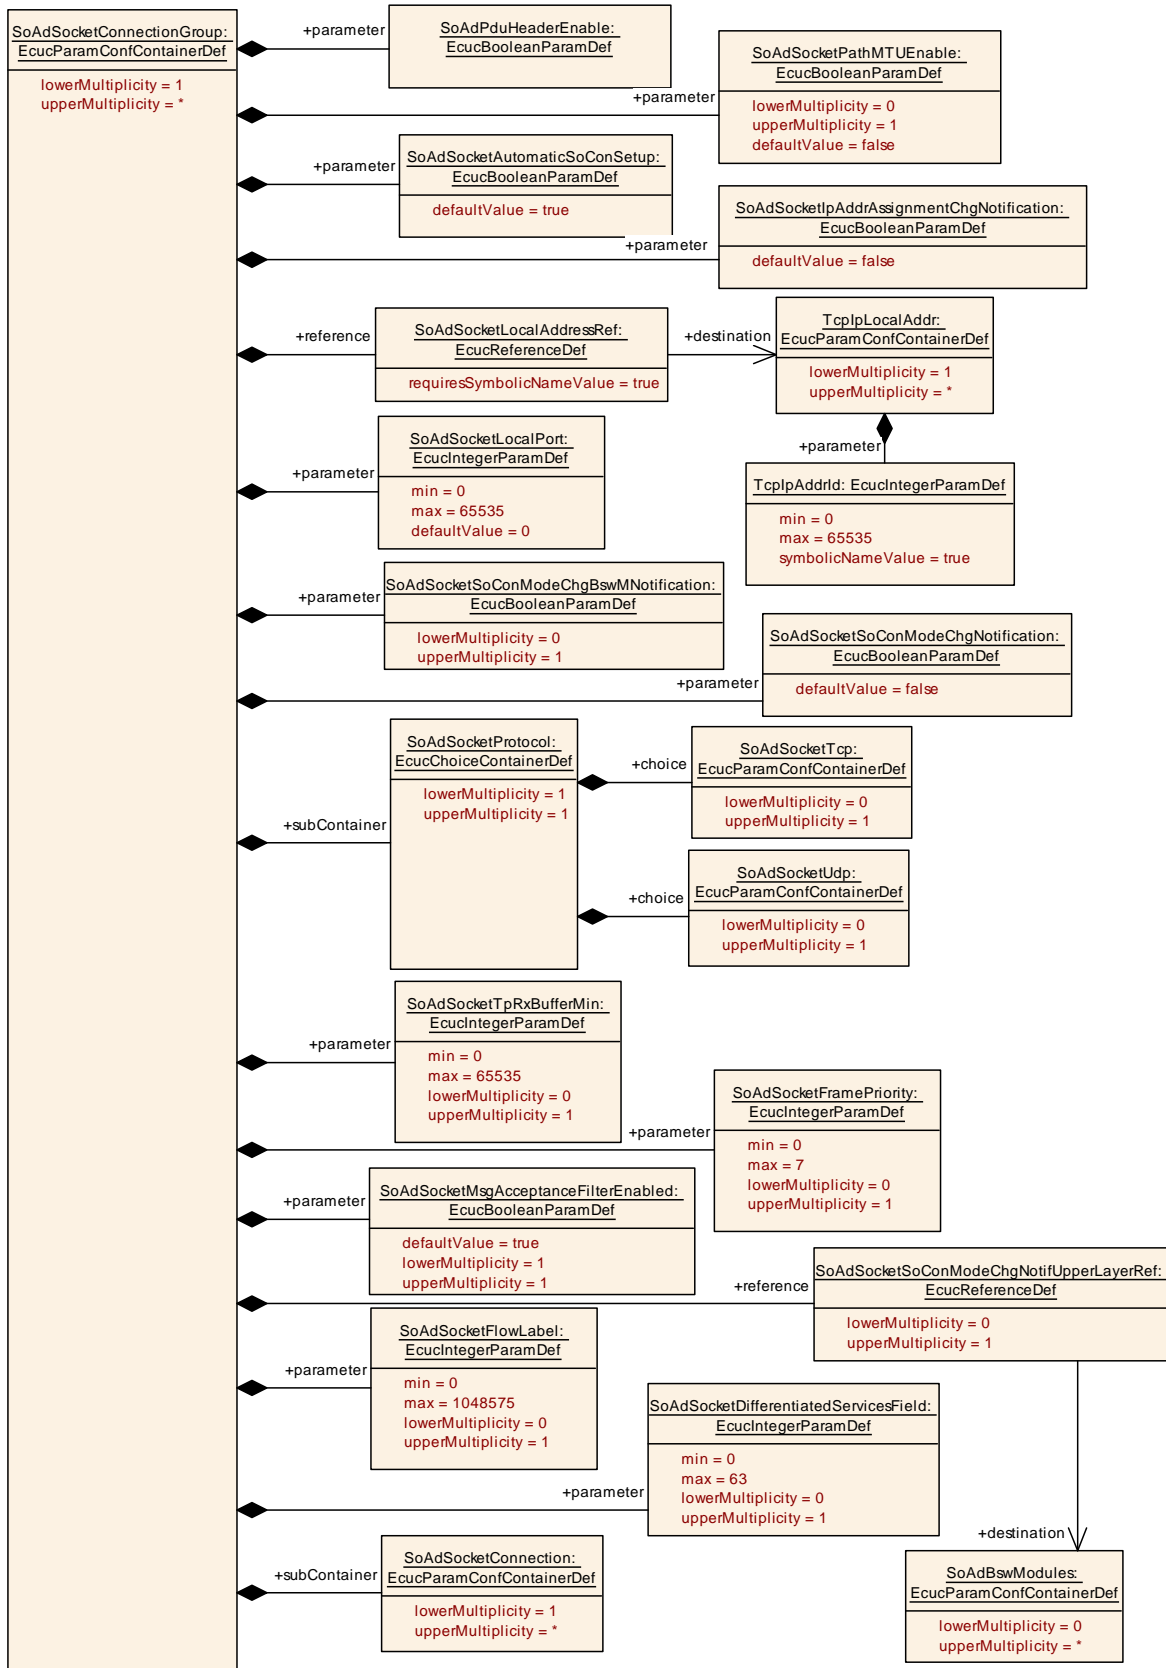 SoAdSocketConnectionGroup:
EcucParamConfContainerDef
lowerMultiplicity = 1
upperMultiplicity = *
+parameter
SoAdPduHeaderEnable:
EcucBooleanParamDef
+parameter
SoAdSocketPathMTUEnable:
EcucBooleanParamDef
lowerMultiplicity = 0
upperMultiplicity = 1
defaultValue = false
+parameter
SoAdSocketAutomaticSoConSetup:
EcucBooleanParamDef
defaultValue = true
+parameter
SoAdSocketIpAddrAssignmentChgNotification:
EcucBooleanParamDef
defaultValue = false
+reference
SoAdSocketLocalAddressRef:
EcucReferenceDef
requiresSymbolicNameValue = true
+destination
TcpIpLocalAddr:
EcucParamConfContainerDef
lowerMultiplicity = 1
upperMultiplicity = *
+parameter
TcpIpAddrId: EcucIntegerParamDef
min = 0
max = 65535
symbolicNameValue = true
+parameter
SoAdSocketLocalPort:
EcucIntegerParamDef
min = 0
max = 65535
defaultValue = 0
+parameter
SoAdSocketSoConModeChgBswMNotification:
EcucBooleanParamDef
lowerMultiplicity = 0
upperMultiplicity = 1
+parameter
SoAdSocketSoConModeChgNotification:
EcucBooleanParamDef
defaultValue = false
+subContainer
SoAdSocketProtocol:
EcucChoiceContainerDef
lowerMultiplicity = 1
upperMultiplicity = 1
+choice
SoAdSocketTcp:
EcucParamConfContainerDef
lowerMultiplicity = 0
upperMultiplicity = 1
+choice
SoAdSocketUdp:
EcucParamConfContainerDef
lowerMultiplicity = 0
upperMultiplicity = 1
+parameter
SoAdSocketTpRxBufferMin:
EcucIntegerParamDef
min = 0
max = 65535
lowerMultiplicity = 0
upperMultiplicity = 1
+parameter
SoAdSocketFramePriority:
EcucIntegerParamDef
min = 0
max = 7
lowerMultiplicity = 0
upperMultiplicity = 1
+parameter
SoAdSocketMsgAcceptanceFilterEnabled:
EcucBooleanParamDef
defaultValue = true
lowerMultiplicity = 1
upperMultiplicity = 1
+reference
SoAdSocketSoConModeChgNotifUpperLayerRef:
EcucReferenceDef
lowerMultiplicity = 0
upperMultiplicity = 1
+parameter
SoAdSocketFlowLabel:
EcucIntegerParamDef
min = 0
max = 1048575
lowerMultiplicity = 0
upperMultiplicity = 1
+parameter
SoAdSocketDifferentiatedServicesField:
EcucIntegerParamDef
min = 0
max = 63
lowerMultiplicity = 0
upperMultiplicity = 1
+destination
SoAdBswModules:
EcucParamConfContainerDef
lowerMultiplicity = 0
upperMultiplicity = *
+subContainer
SoAdSocketConnection:
EcucParamConfContainerDef
lowerMultiplicity = 1
upperMultiplicity = *